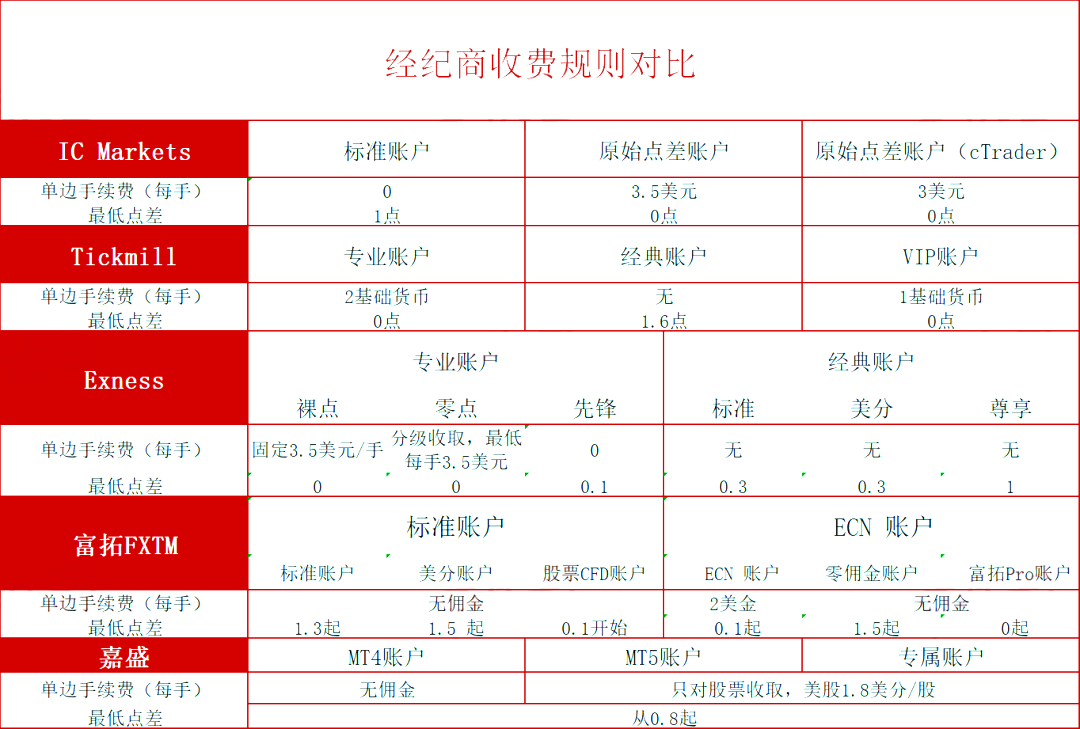 经纪商收费规则对比
IC Markets 标准账户 原始点差账户 原始点差账户（cTrader）
单边手续费（每手） 0 3.5美元 3美元
最低点差 1点 0点 0点
Tickmill 专业账户 经典账户 VIP账户
单边手续费（每手） 2基础货币 无 1基础货币
最低点差 0点 1.6点 0点
Exness 专业账户 经典账户
裸点 零点 先锋 标准 美分 尊享
单边手续费（每手） 固定3.5美元/手 分级收取，最低 0 无 无 无
每手3.5美元
最低点差 0 0 0.1 0.3 0.3 1
富拓FXTM 标准账户 ECN 账户
标准账户 美分账户 股票CFD账户 ECN 账户 零佣金账户 富拓Pro账户
单边手续费（每手） 无佣金 2美金 无佣金
最低点差 1.3起 1.5 起 0.1开始 0.1起 1.5起 0起
嘉盛 MT4账户 MT5账户 专属账户
单边手续费（每手） 无佣金 只对股票收取，美股1.8美分/股
最低点差 从0.8起